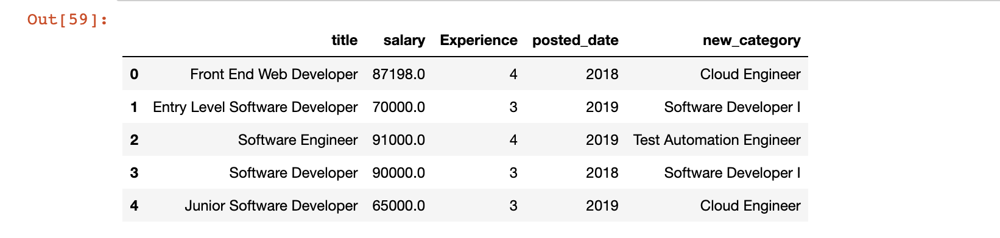 Out[59]:
title salary Experience posted_date new_category
0 Front End Web Developer 87198.0 4 2018 Cloud Engineer
1 Entry Level Software Developer 70000.0 3 2019 Software Developer I
2 Software Engineer 91000.0 4 2019 Test Automation Engineer
3 Software Developer 90000.0 3 2018 Software Developer I
4 Junior Software Developer 65000.0 3 2019 Cloud Engineer